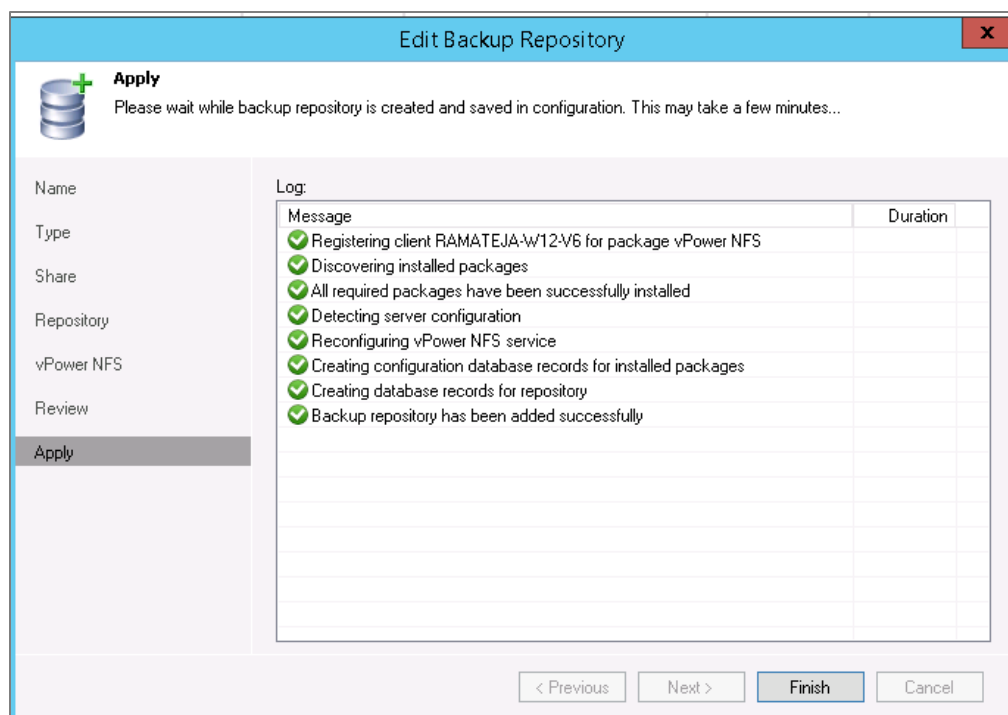 Edit Backup Repository
x
Apply
Please wait while backup repository is created and saved in configuration. This may take a few minutes...
Name
Type
Share
Repository
vPower NFS
Review
Apply
Log:
Message Duration
Registering client RAMATEJA-W12-V6 for package vPower NFS
Discovering installed packages
All required packages have been successfully installed
Detecting server configuration
Reconfiguring vPower NFS service
Creating configuration database records for installed packages
Creating database records for repository
Backup repository has been added successfully
< Previous Next > Finish Cancel